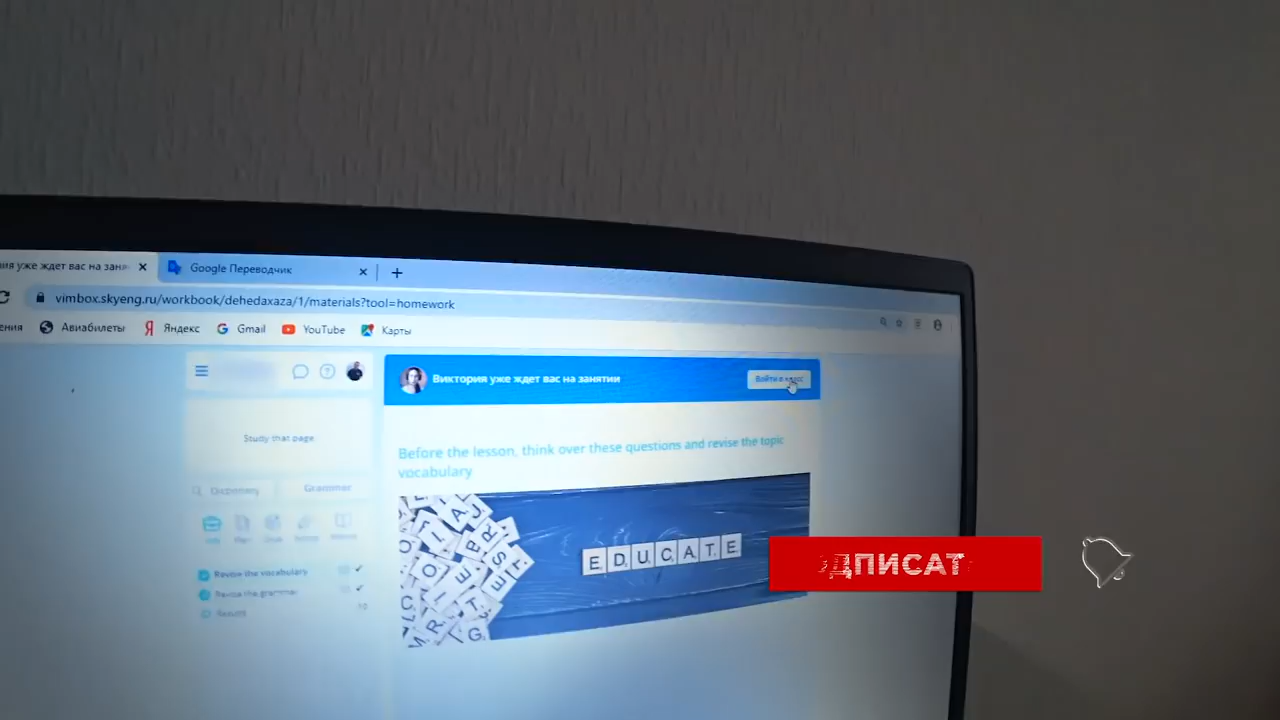 ия уже ждет вас на заня
Google Переводчик
vimbox.skyeng.ru/workbook/dehedaxaza/1/materials?tool=homework
ения Авиабилеты Яндекс Gmail YouTube Карты
Виктория уже ждет вас на занятии
Войти в класс
Study that page
Dictionary Grammar
Before the lesson, think over these questions and revise the topic
vocabulary
EDUCATE
Revise the vocabulary
Revise the grammar
Results
ДПИСАТ